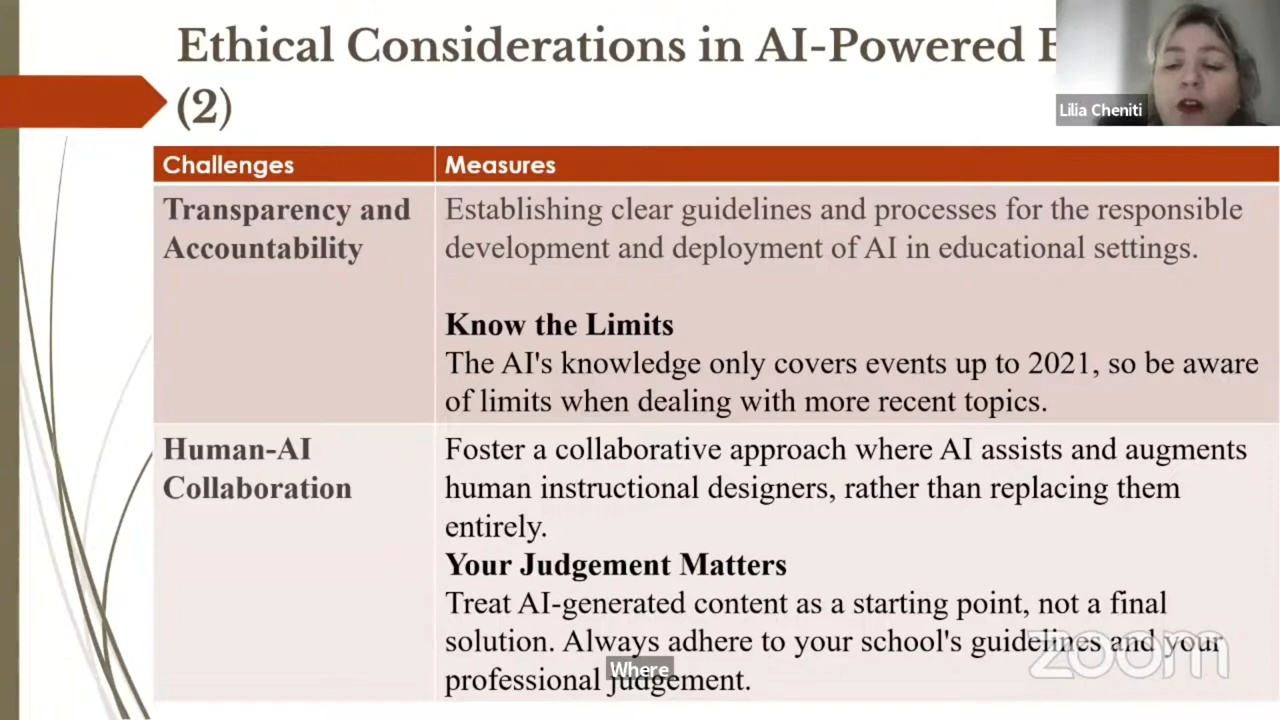 Ethical Considerations in AI-Powered
(2)
Lilia Cheniti
Challenges
Measures
Transparency and
Accountability
Establishing clear guidelines and processes for the responsible
development and deployment of AI in educational settings.
Know the Limits
The AI's knowledge only covers events up to 2021, so be aware
of limits when dealing with more recent topics.
Human-AI
Collaboration
Foster a collaborative approach where AI assists and augments
human instructional designers, rather than replacing them
entirely.
Your Judgement Matters
Treat AI-generated content as a starting point, not a final
solution. Always adhere to your school's guidelines and your
professional judgement.
Where
zoom